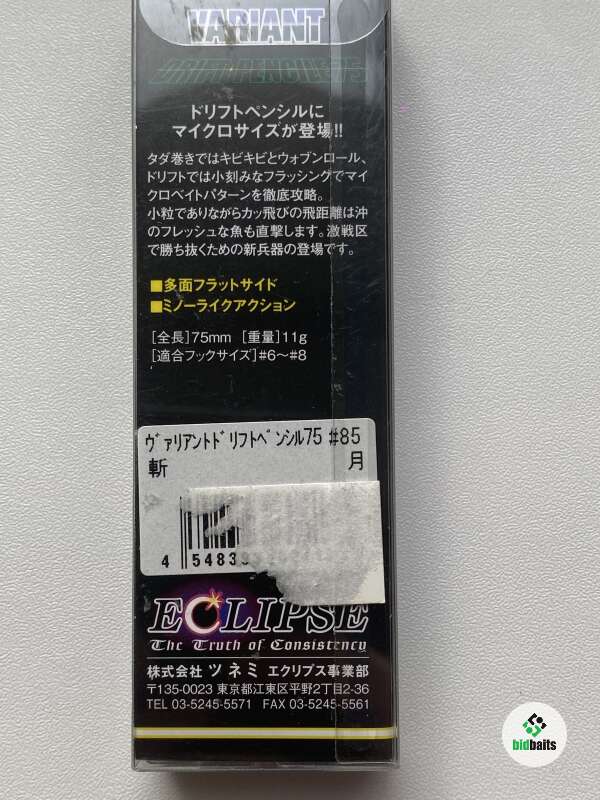 VARIANT
DRIFT PENCIL 75
ドリフトペンシルに
マイクロサイズが登場!!
タダ巻きではキビキビとウォブンロール、
ドリフトでは小刻みなフラッシングでマイ
クロベイトパターンを徹底攻略。
小粒でありながらカッ飛びの飛距離は沖
のフレッシュな魚も直撃します。激戦区
で勝ち抜くための新兵器の登場です。
■多面フラットサイド
■ミノーライクアクション
[全長]75mm [重量]11g
[適合フックサイズ]#6〜#8
ヴァリアントドリフトペンシル75 #85
斬 月
4 54839
ECLIPSE
The Truth of Consistency
株式会社 ツネミ エクリプス事業部
〒135-0023 東京都江東区平野2丁目2-36
TEL 03-5245-5571 FAX 03-5245-5561
bidbaits